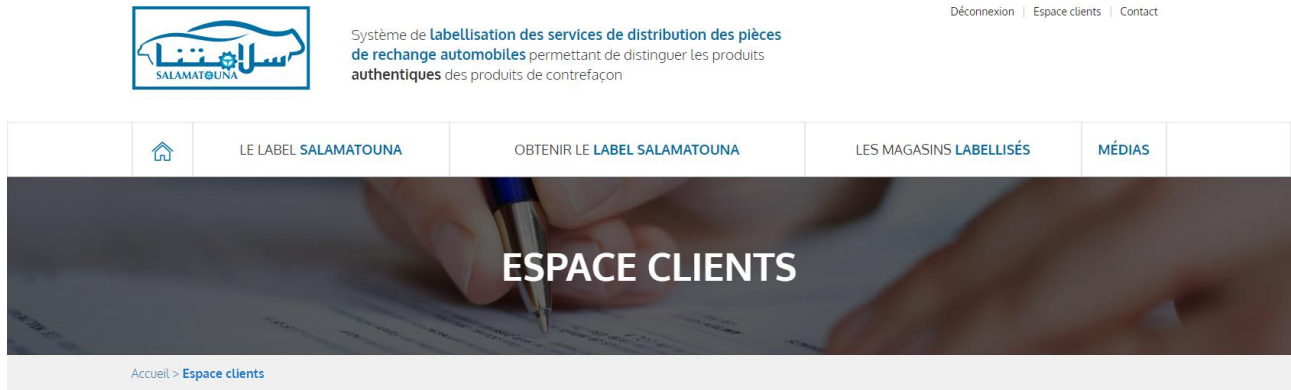 Déconnexion | Espace clients | Contact
سلامتنا
SALAMATOUNA
Système de labellisation des services de distribution des pièces
de rechange automobiles permettant de distinguer les produits
authentiques des produits de contrefaçon
LE LABEL SALAMATOUNA
OBTENIR LE LABEL SALAMATOUNA
LES MAGASINS LABELLISÉS
MÉDIAS
ESPACE CLIENTS
Accueil > Espace clients